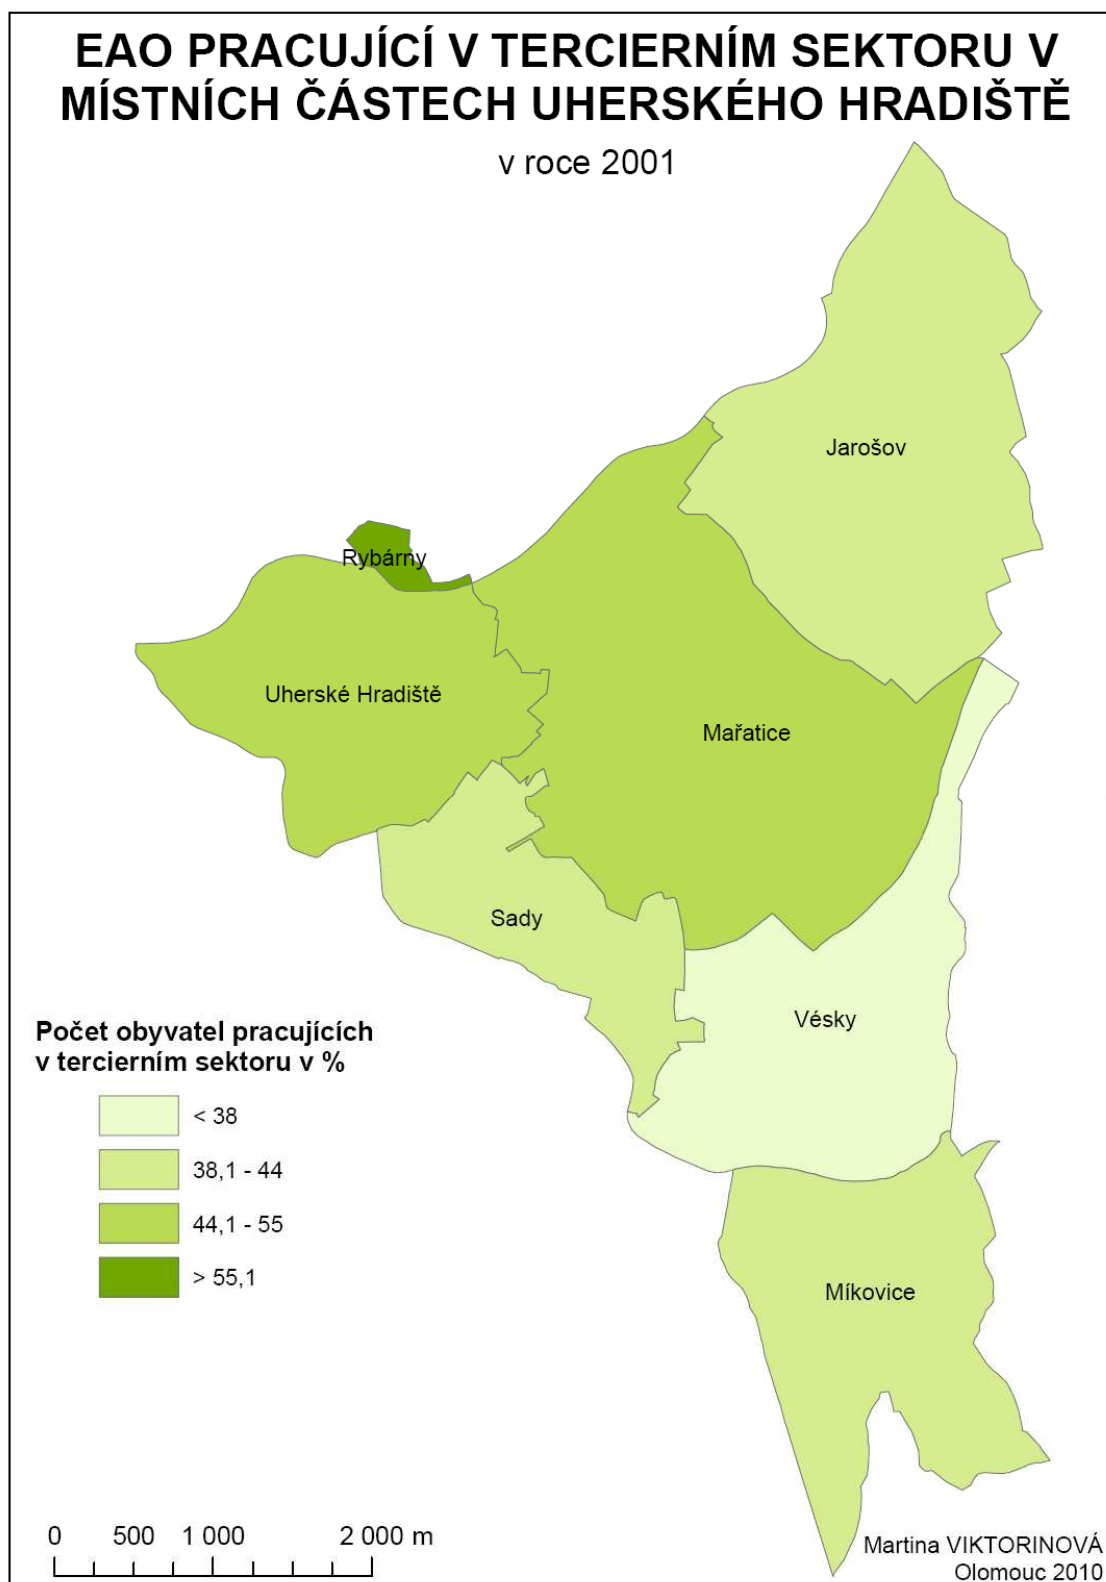 EAO PRACUJÍCÍ V TERCIERNÍM SEKTORU V
MÍSTNÍCH ČÁSTECH UHERSKÉHO HRADIŠTĚ
v roce 2001
Jarošov
Rybárny
Uherské Hradiště
Mařatice
Sady
Vésky
Míkovice
Počet obyvatel pracujících
v tercierním sektoru v %
< 38
38,1 - 44
44,1 - 55
> 55,1
0 500 1 000 2 000 m
Martina VIKTORINOVÁ
Olomouc 2010